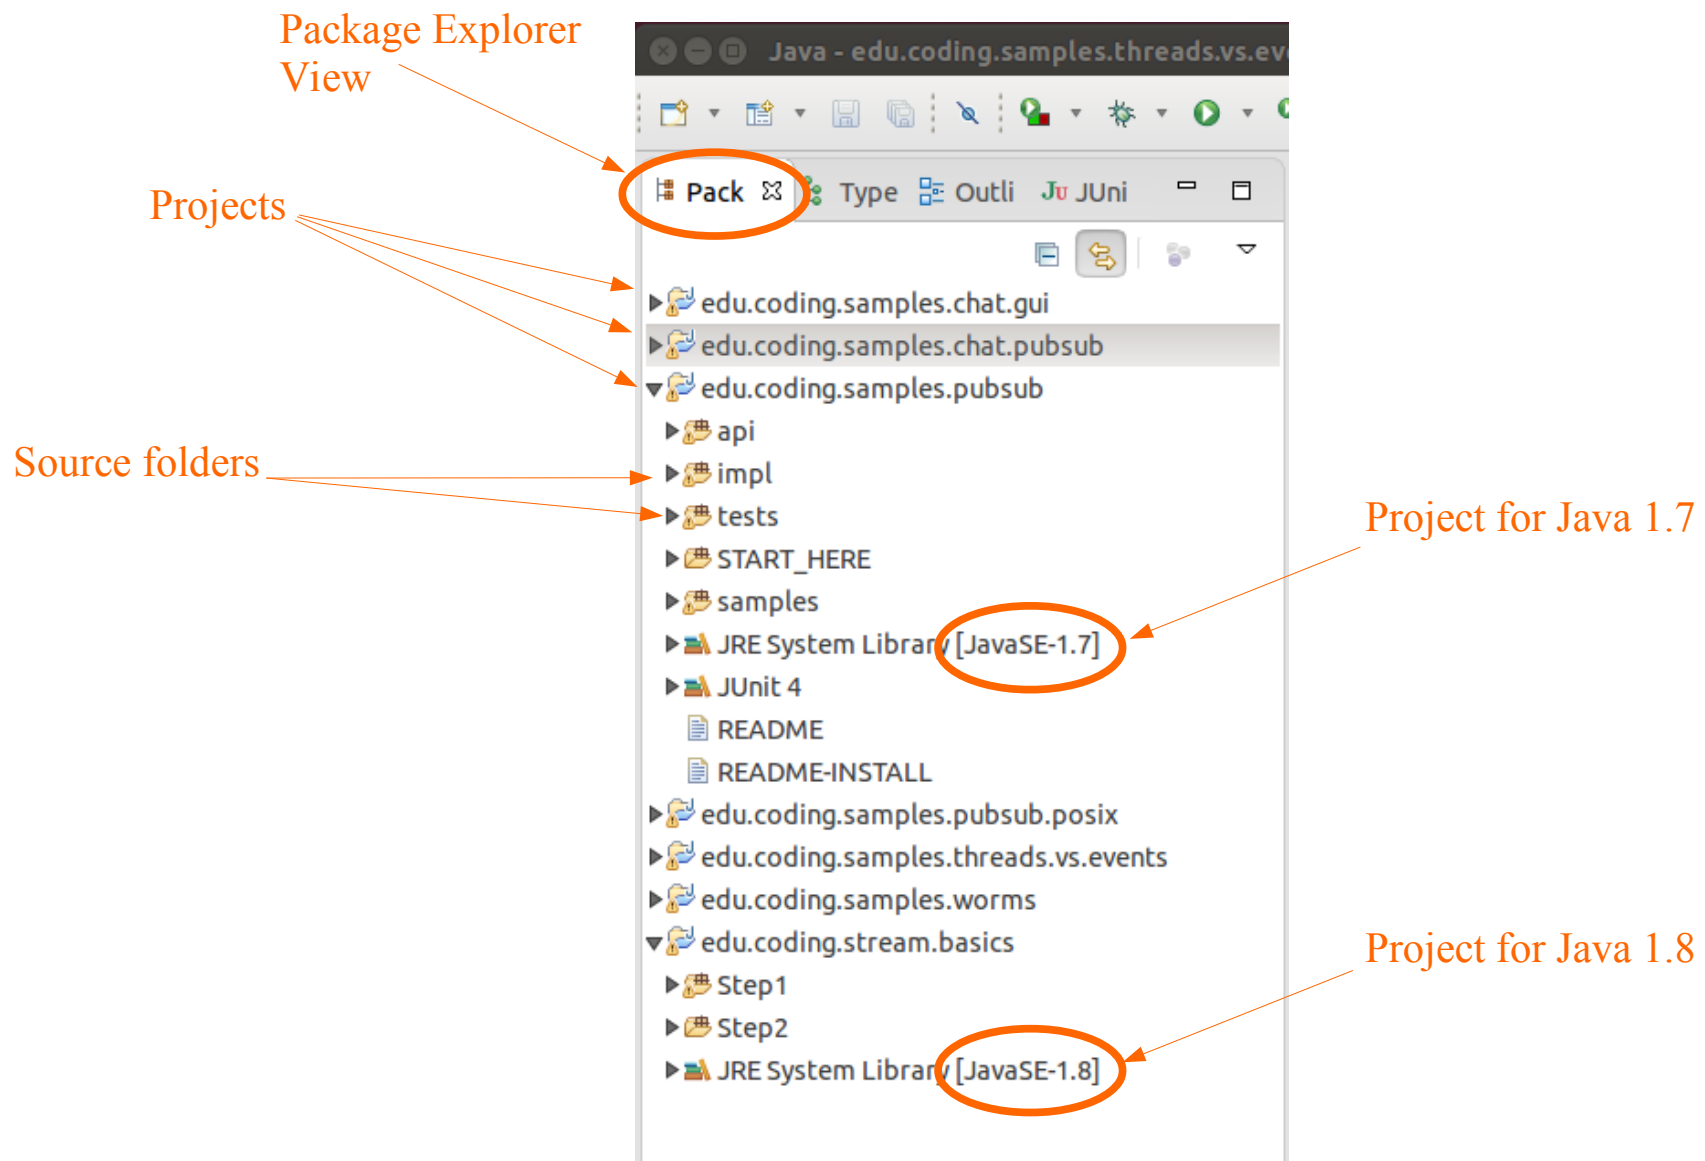 Package Explorer
View
Java - edu.coding.samples.threads.vs.ev
Pack Type Outli JUni
Projects
edu.coding.samples.chat.gui
edu.coding.samples.chat.pubsub
edu.coding.samples.pubsub
api
Source folders
impl
tests
Project for Java 1.7
START_HERE
samples
JRE System Library [JavaSE-1.7]
JUnit 4
README
README-INSTALL
edu.coding.samples.pubsub.posix
edu.coding.samples.threads.vs.events
edu.coding.samples.worms
edu.coding.stream.basics
Project for Java 1.8
Step1
Step2
JRE System Library [JavaSE-1.8]